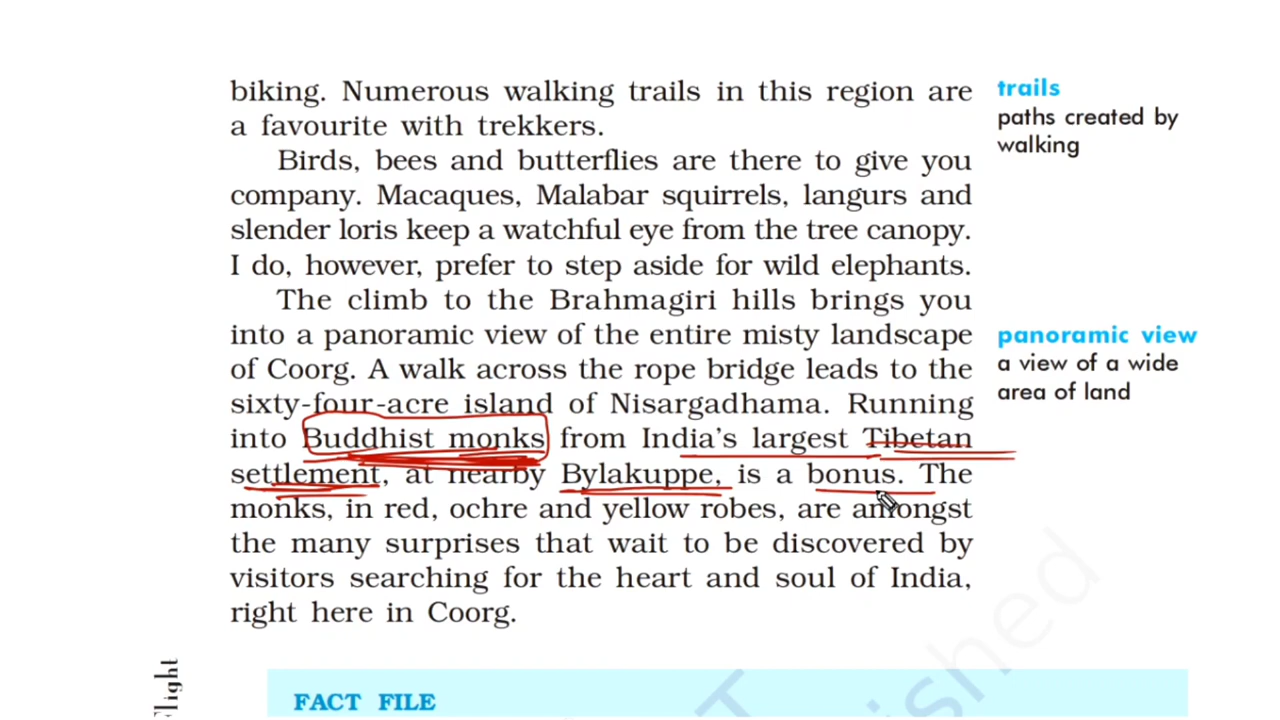 biking. Numerous walking trails in this region are
a favourite with trekkers.
Birds, bees and butterflies are there to give you
company. Macaques, Malabar squirrels, langurs and
slender loris keep a watchful eye from the tree canopy.
I do, however, prefer to step aside for wild elephants.
The climb to the Brahmagiri hills brings you
into a panoramic view of the entire misty landscape
of Coorg. A walk across the rope bridge leads to the
sixty-four-acre island of Nisargadhama. Running
into Buddhist monks from India's largest Tibetan
settlement, at nearby Bylakuppe, is a bonus. The
monks, in red, ochre and yellow robes, are amongst
the many surprises that wait to be discovered by
visitors searching for the heart and soul of India,
right here in Coorg.
trails
paths created by
walking
panoramic view
a view of a wide
area of land
Flight
FACT FILE